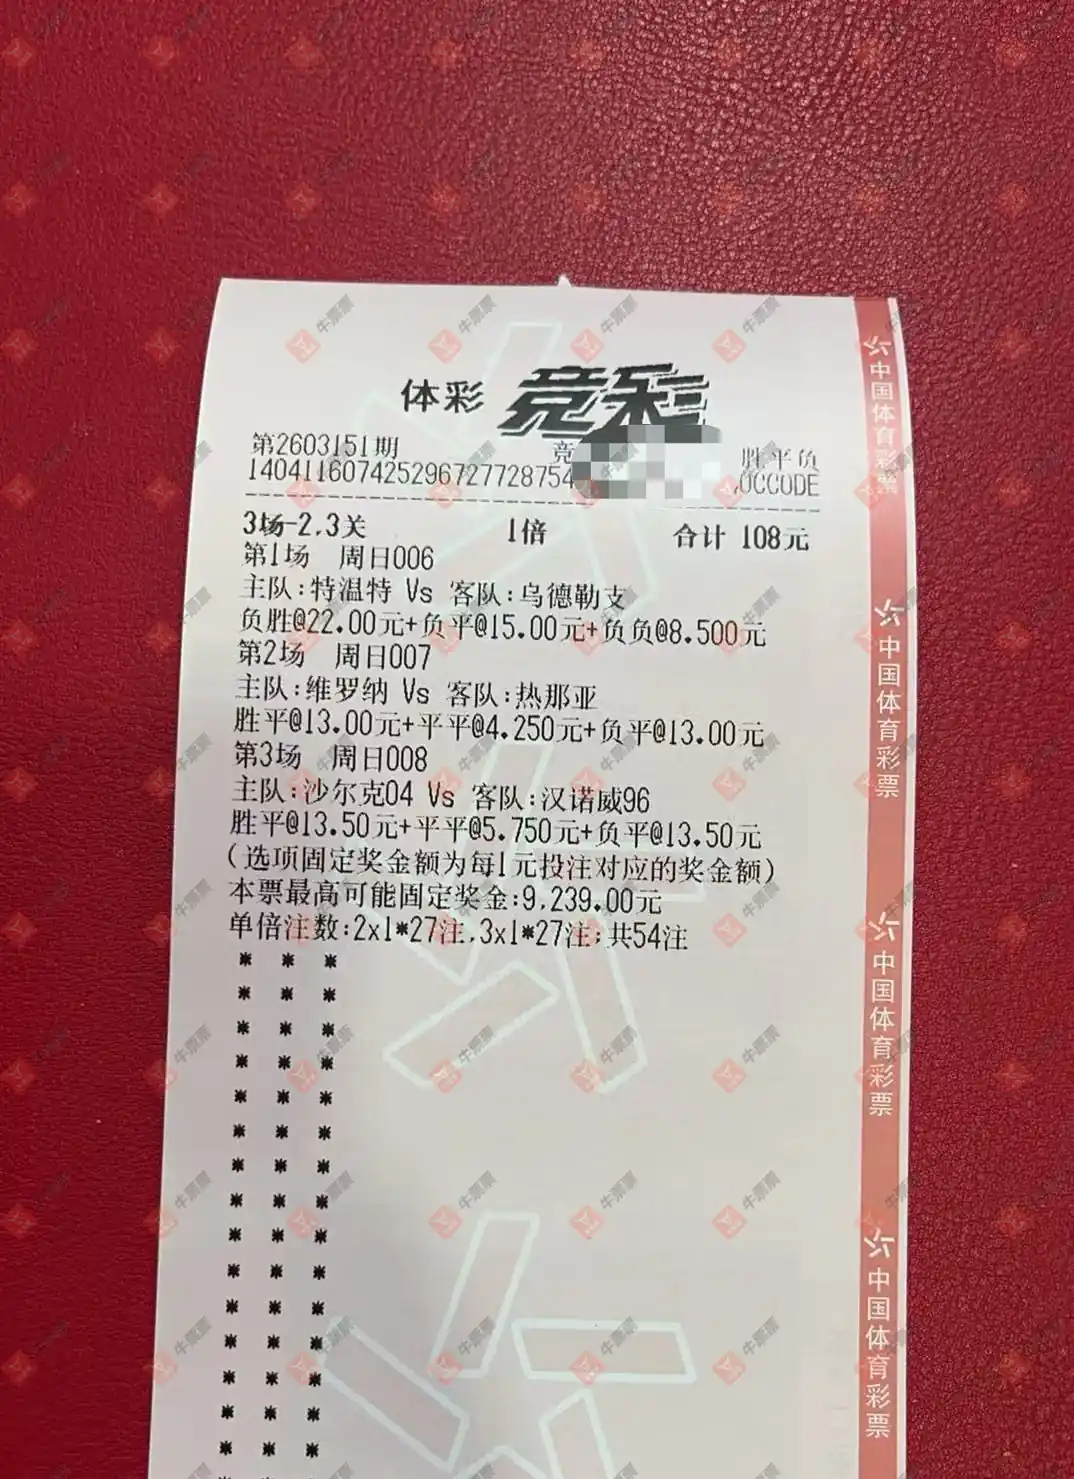 体彩 竞彩
第2603151期 竞 胜平负
140411607425296727728754 OCCODE
3场-2.3关 1倍 合计 108元
第1场 周日006
主队:特温特 Vs 客队:乌德勒支
负胜@22.00元+负平@15.00元+负负@8.500元
第2场 周日007
主队:维罗纳 Vs 客队:热那亚
胜平@13.00元+平平@4.250元+负平@13.00元
第3场 周日008
主队:沙尔克04 Vs 客队:汉诺威96
胜平@13.50元+平平@5.750元+负平@13.50元
(选项固定奖金额为每1元投注对应的奖金额)
本票最高可能固定奖金:9,239.00元
单倍注数:2x1*27注,3x1*27注;共54注
中国体育彩票
中国体育彩票
中国体育彩票
中国体育彩票
牛票票